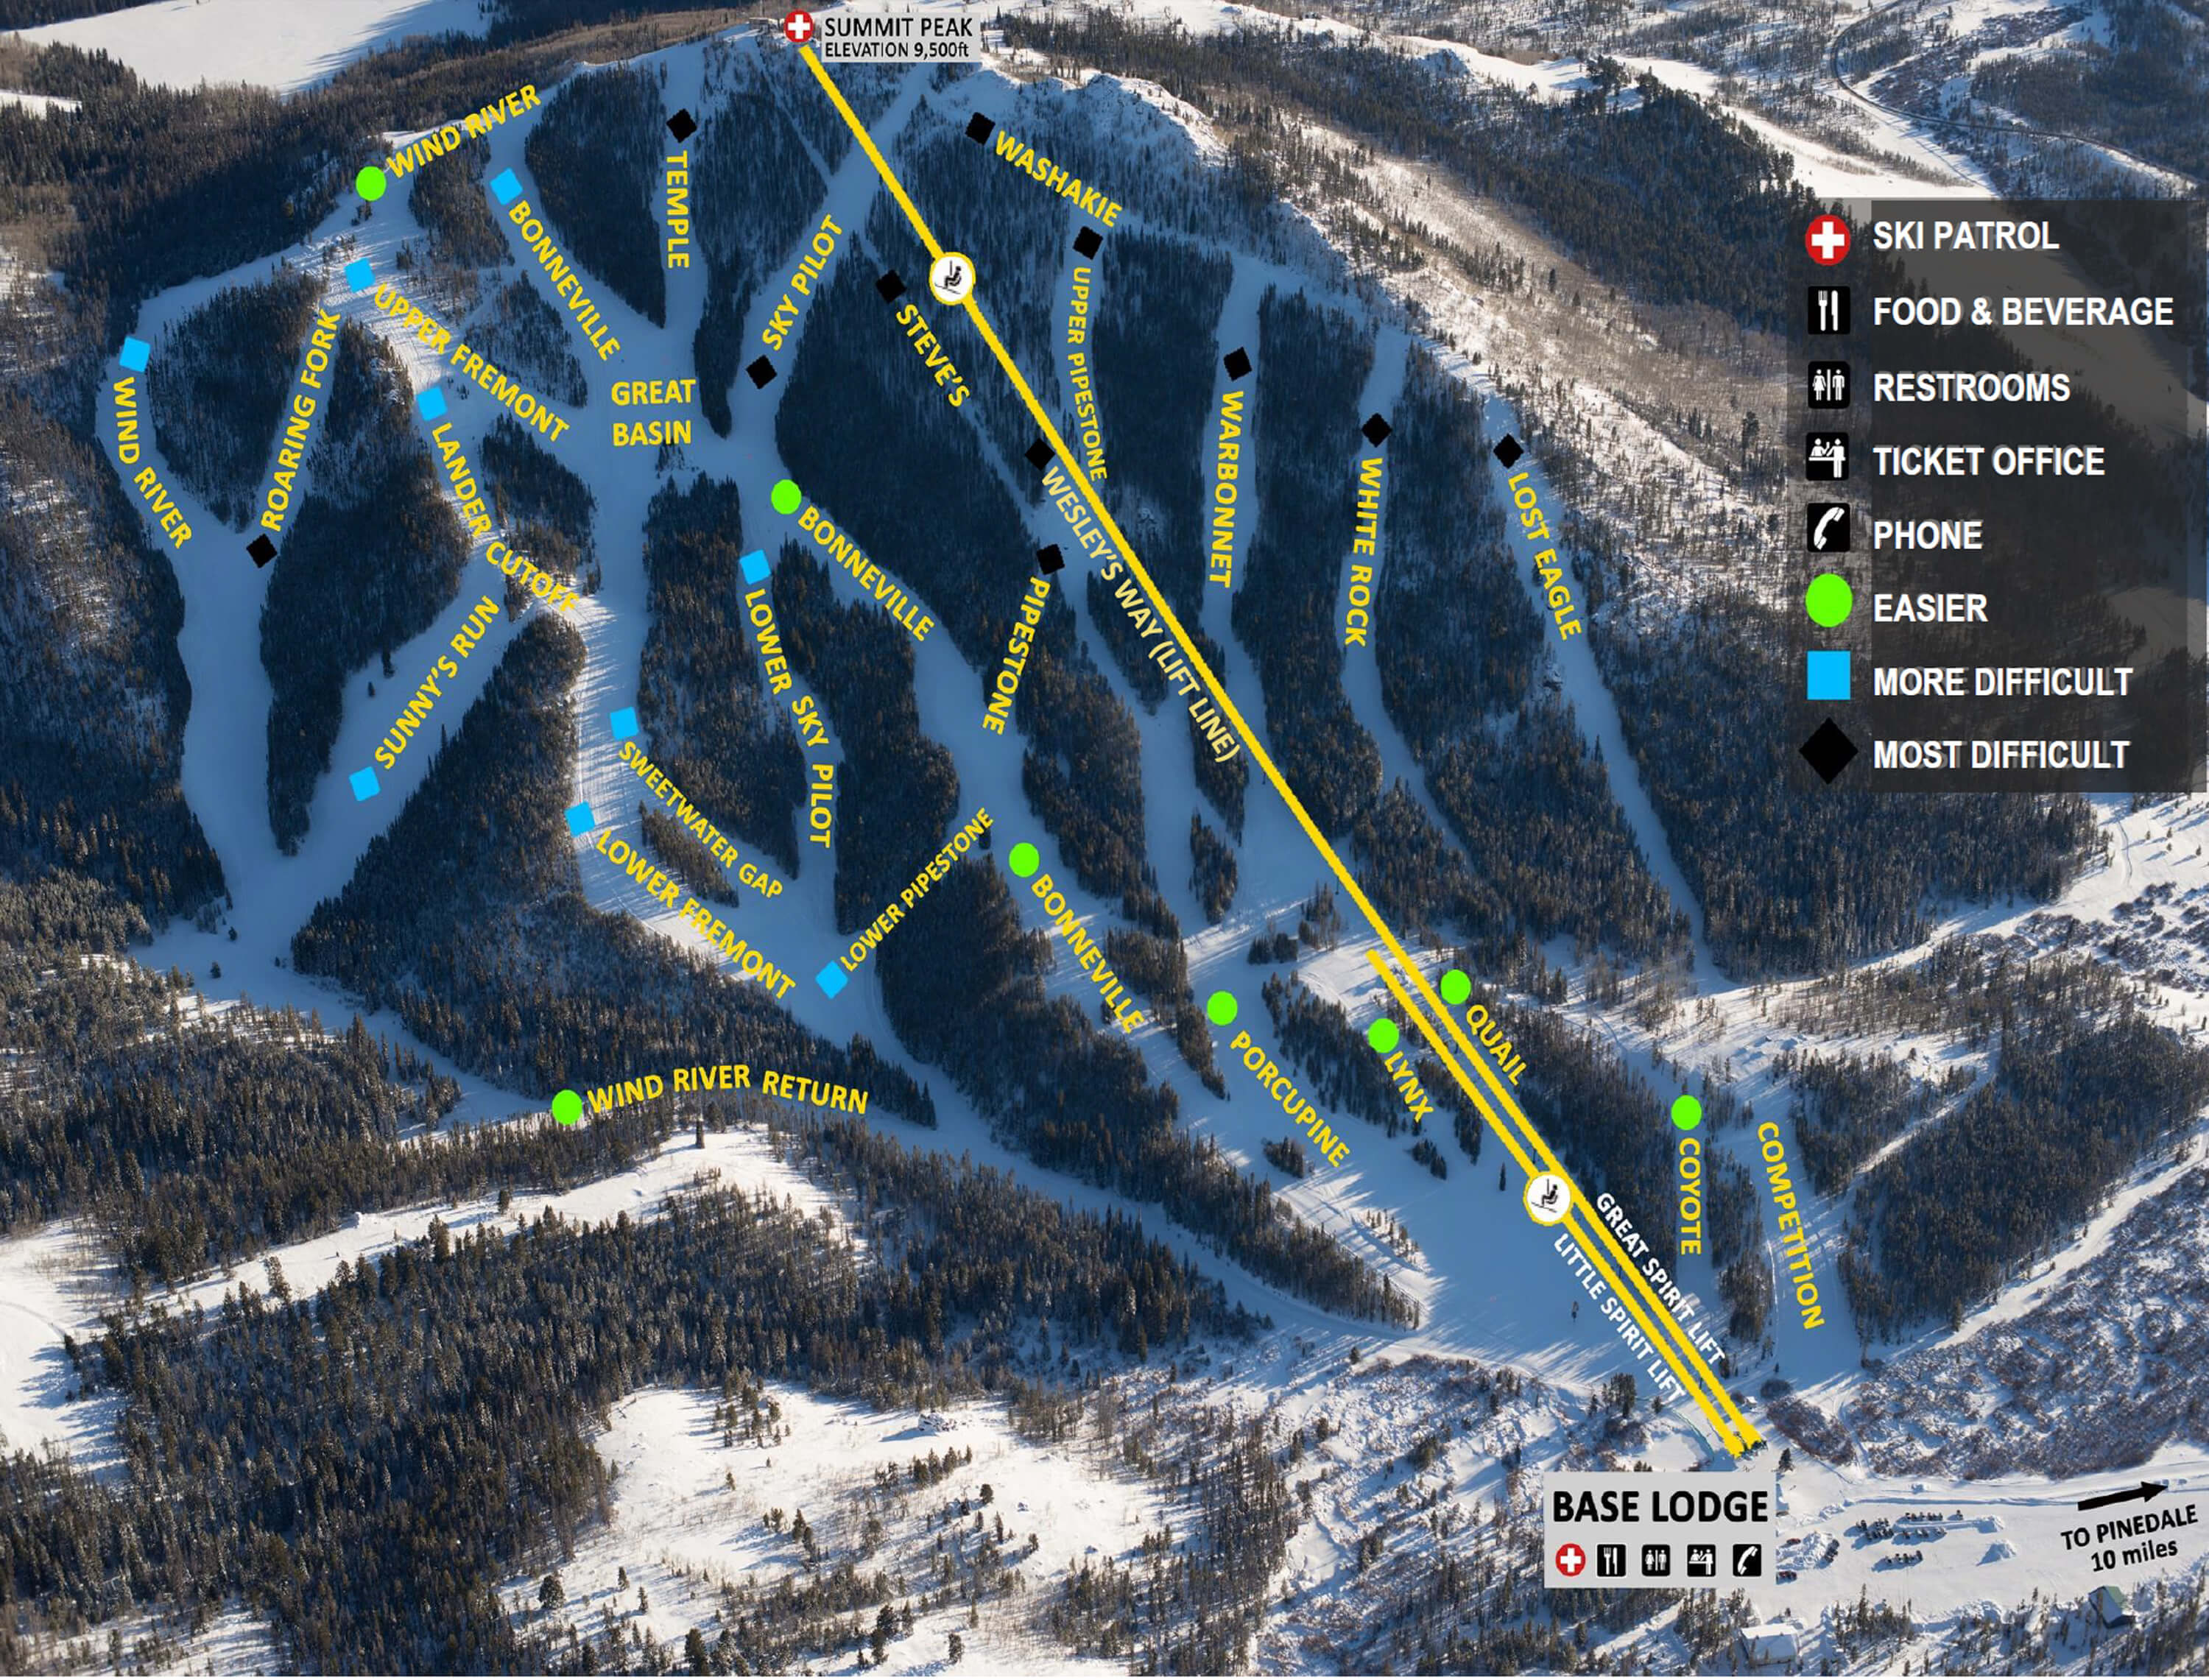 SUMMIT PEAK
ELEVATION 9,500ft
WIND RIVER
TEMPLE
WASHAKIE
BONNEVILLE
SKY PILOT
UPPER FREMONT
STEVE'S
UPPER PIPESTONE
ROARING FORK
WIND RIVER
GREAT
BASIN
LANDER CUTOFF
WESLEY'S WAY (LIFT LINE)
WARBONNET
WHITE ROCK
LOST EAGLE
BONNEVILLE
PIPESTONE
LOWER SKY PILOT
SUNNY'S RUN
SWEETWATER GAP
LOWER FREMONT
LOWER PIPESTONE
BONNEVILLE
QUAIL
LYNX
PORCUPINE
WIND RIVER RETURN
COYOTE
COMPETITION
GREAT SPIRIT LIFT
LITTLE SPIRIT LIFT
SKI PATROL
FOOD & BEVERAGE
RESTROOMS
TICKET OFFICE
PHONE
EASIER
MORE DIFFICULT
MOST DIFFICULT
BASE LODGE
TO PINEDALE
10 miles